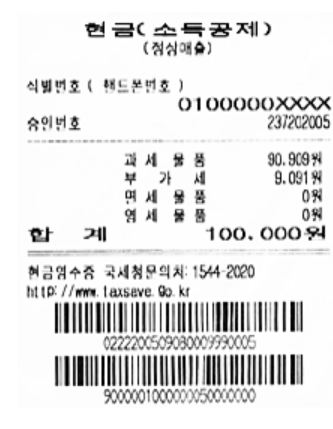 현금(소득공제)
(정상매출)
식별번호 ( 핸드폰번호 )
0100000XXXX
승인번호 237202005
과 세 물 품 90.909원
부 가 세 9.091원
면 세 물 품 0원
영 세 물 품 0원
합 계 100.000원
현금영수증 국세청문의처: 1544-2020
http://www.taxsave.Go.kr
0222200509080009990005
90000010000000050000000